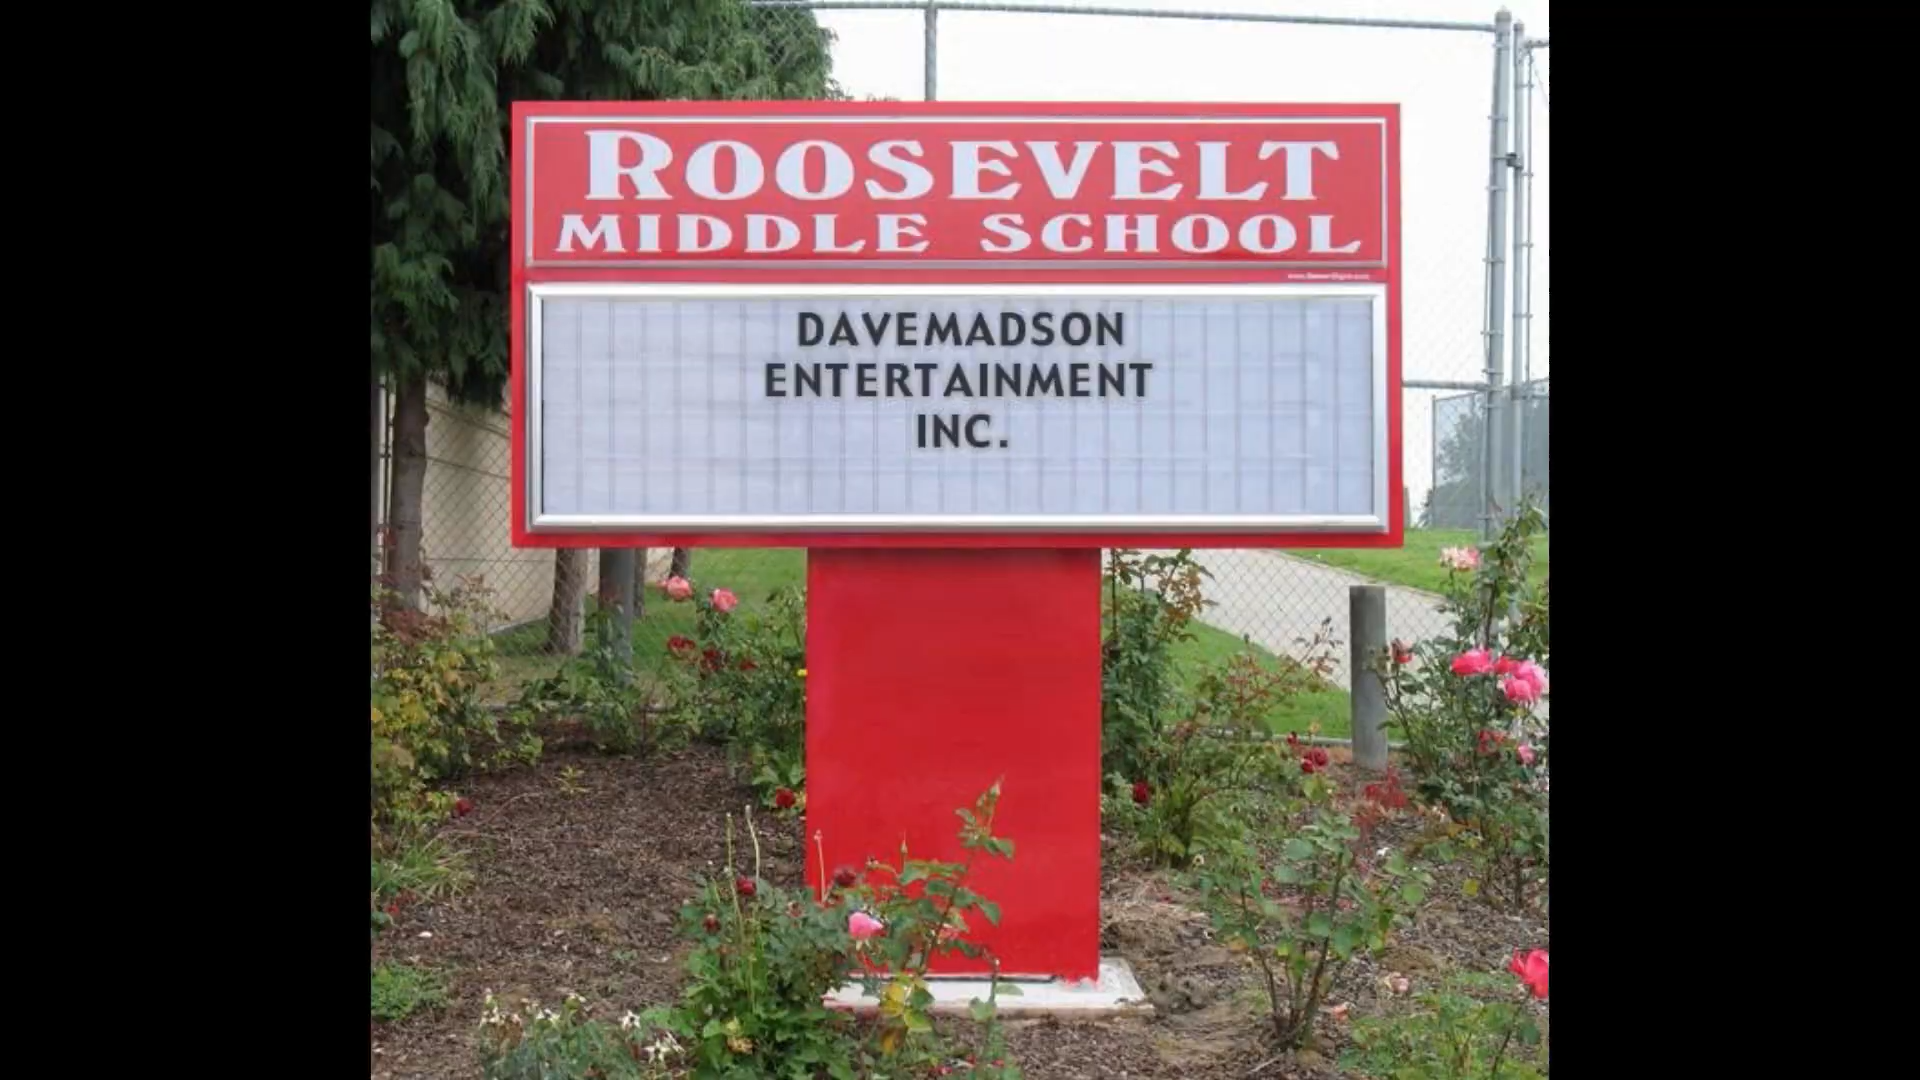 ROOSEVELT
MIDDLE SCHOOL
DAVEMADSON
ENTERTAINMENT
INC.